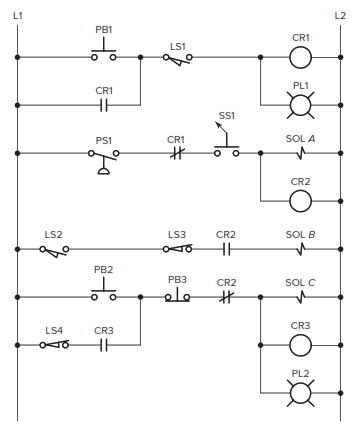 L1 L2
PB1 CR1
LS1
CR1 PL1
SS1
PS1 CR1 SOL A
CR2
LS2 LS3 CR2 SOL B
PB2 PB3 CR2 SOL C
LS4 CR3 CR3
PL2